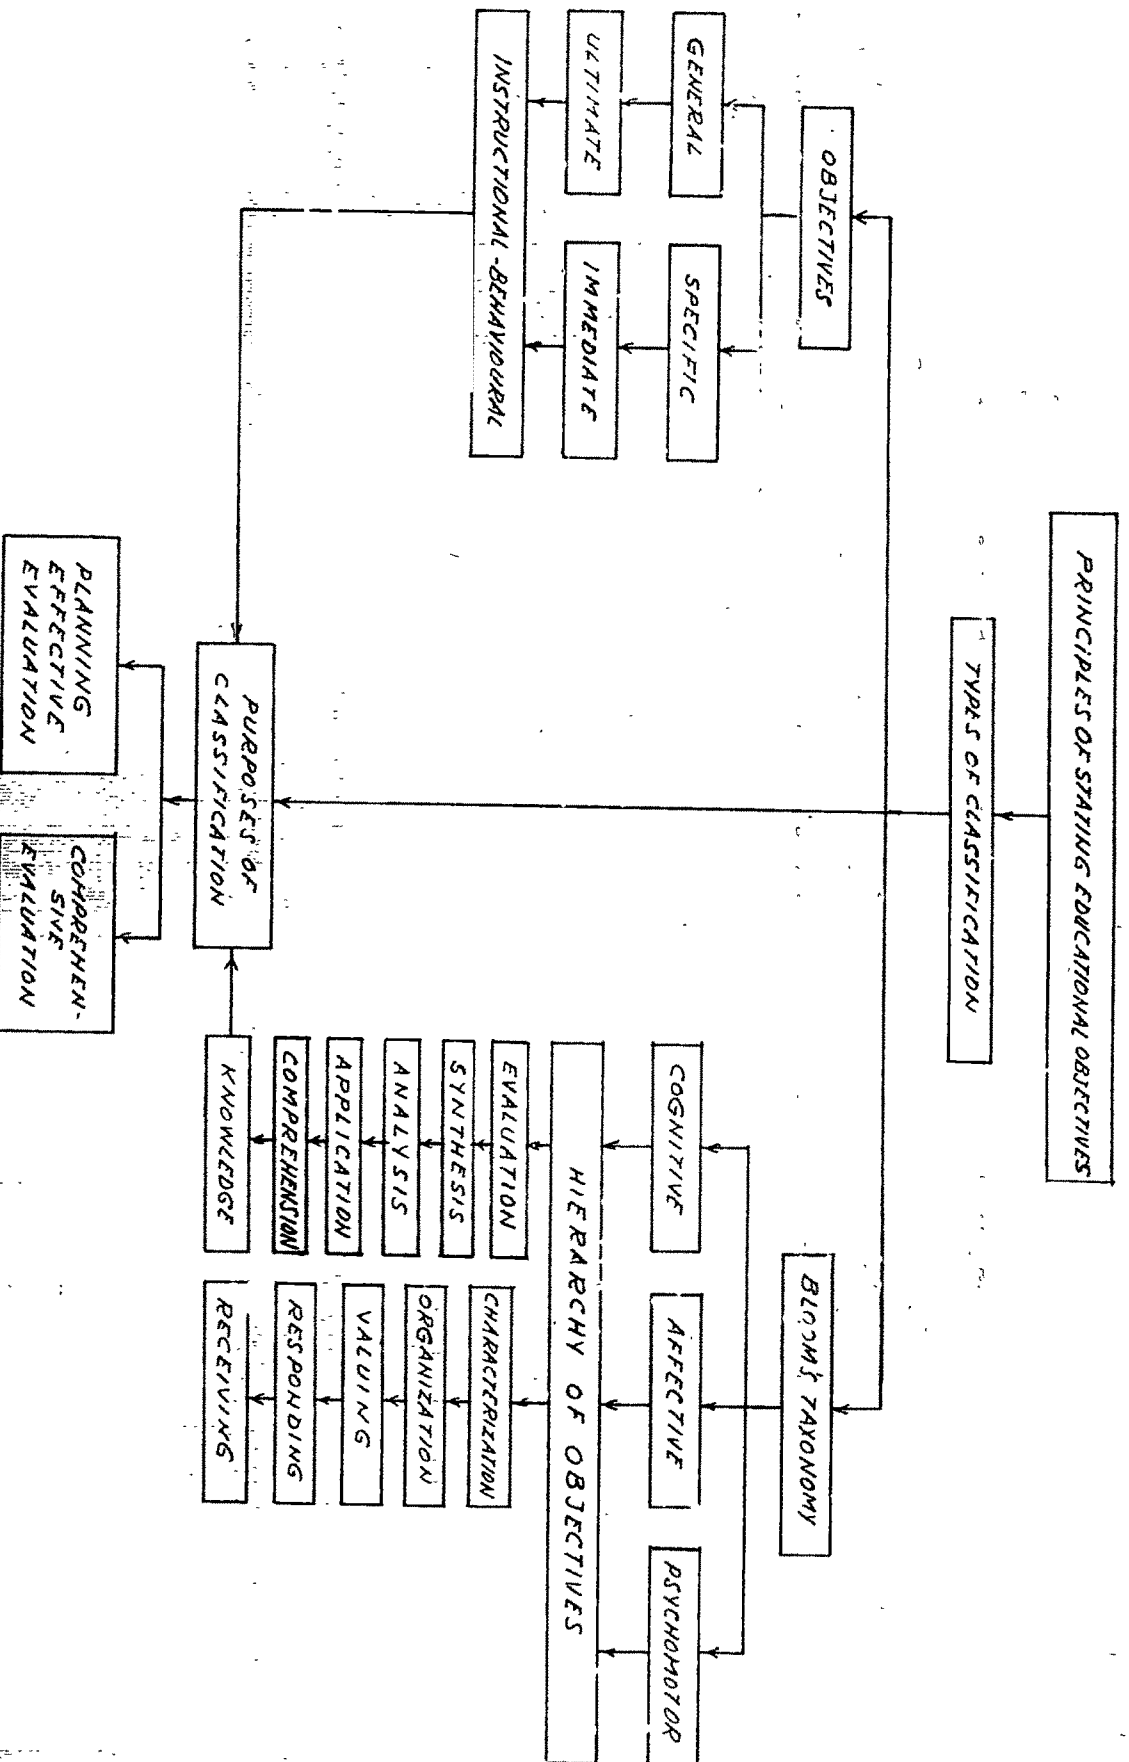 PRINCIPLES OF STATING EDUCATIONAL OBJECTIVES
TYPES OF CLASSIFICATION
OBJECTIVES
BLOOM'S TAXONOMY
GENERAL
SPECIFIC
COGNITIVE
AFFECTIVE
PSYCHOMOTOR
ULTIMATE
IMMEDIATE
HIERARCHY OF OBJECTIVES
INSTRUCTIONAL-BEHAVIOURAL
EVALUATION
SYNTHESIS
ANALYSIS
APPLICATION
COMPREHENSION
KNOWLEDGE
CHARACTERIZATION
ORGANIZATION
VALUING
RESPONDING
RECEIVING
PURPOSES OF
CLASSIFICATION
PLANNING
EFFECTIVE
EVALUATION
COMPREHEN-
SIVE
EVALUATION